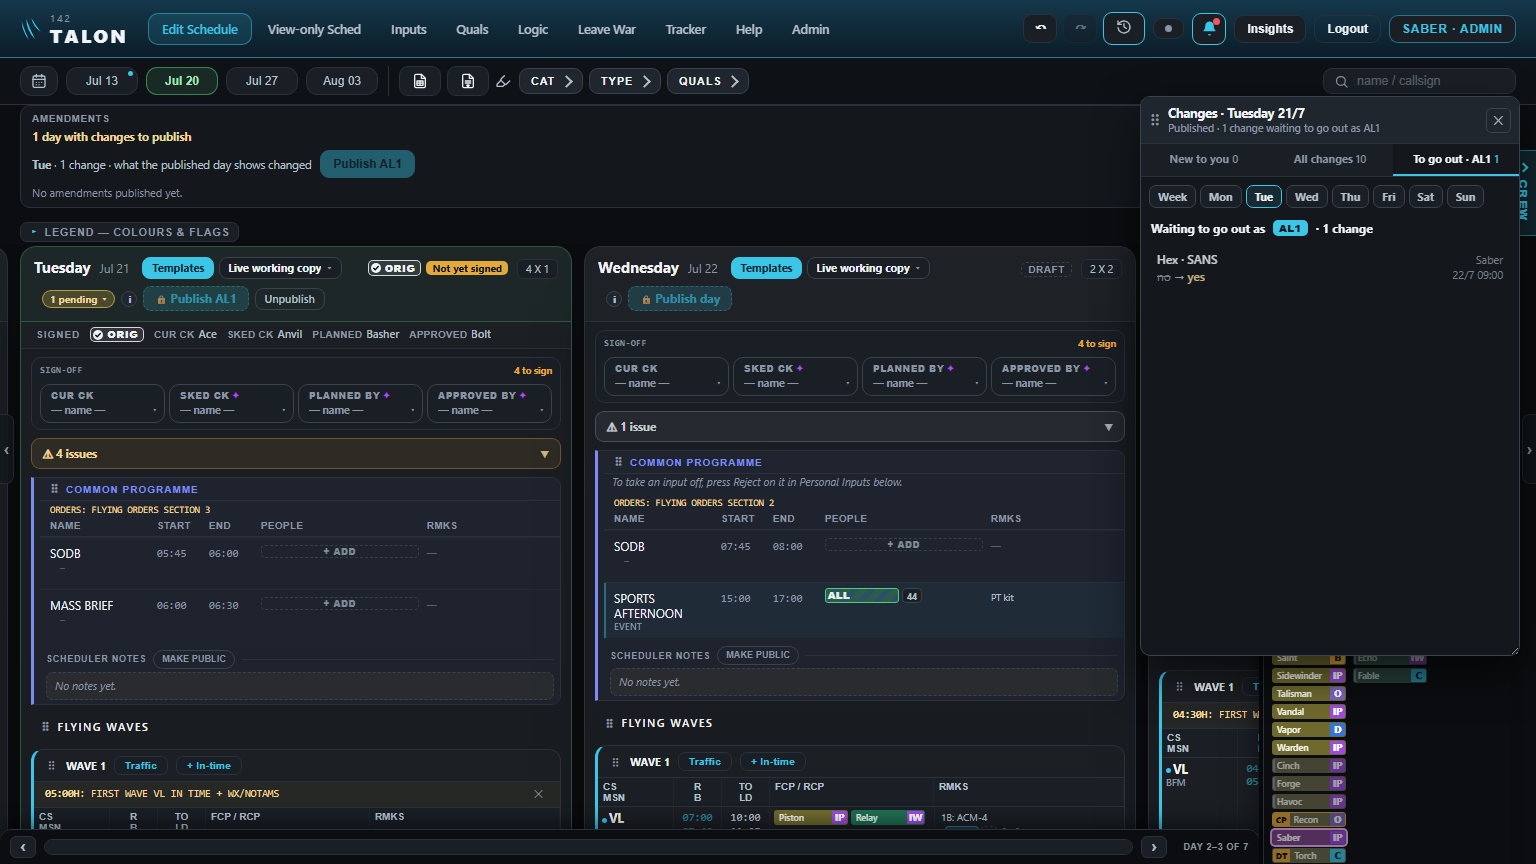 142
TALON
Edit Schedule
View-only Sched
Inputs
Quals
Logic
Leave War
Tracker
Help
Admin
Insights
Logout
SABER · ADMIN
Jul 13
Jul 20
Jul 27
Aug 03
CAT
TYPE
QUALS
name / callsign
AMENDMENTS
1 day with changes to publish
Tue · 1 change · what the published day shows changed
Publish AL1
No amendments published yet.
LEGEND — COLOURS & FLAGS
Tuesday Jul 21
Templates
Live working copy
ORIG
Not yet signed
4 X 1
1 pending
i
Publish AL1
Unpublish
SIGNED
ORIG
CUR CK Ace
SKED CK Anvil
PLANNED Basher
APPROVED Bolt
SIGN-OFF
4 to sign
CUR CK
— name —
SKED CK
— name —
PLANNED BY
— name —
APPROVED BY
— name —
4 issues
COMMON PROGRAMME
ORDERS: FLYING ORDERS SECTION 3
NAME START END PEOPLE RMKS
SODB 05:45 06:00 + ADD —
—
MASS BRIEF 06:00 06:30 + ADD —
—
SCHEDULER NOTES
MAKE PUBLIC
No notes yet.
FLYING WAVES
WAVE 1
Traffic
+ In-time
05:00H: FIRST WAVE VL IN TIME + WX/NOTAMS
CS R TO FCP / RCP RMKS
MSN B LD
Wednesday Jul 22
Templates
Live working copy
DRAFT
2 X 2
i
Publish day
SIGN-OFF
4 to sign
CUR CK
— name —
SKED CK
— name —
PLANNED BY
— name —
APPROVED BY
— name —
1 issue
COMMON PROGRAMME
To take an input off, press Reject on it in Personal Inputs below.
ORDERS: FLYING ORDERS SECTION 2
NAME START END PEOPLE RMKS
SODB 07:45 08:00 + ADD —
—
SPORTS AFTERNOON 15:00 17:00 ALL 44 PT kit
EVENT
SCHEDULER NOTES
MAKE PUBLIC
No notes yet.
FLYING WAVES
WAVE 1
Traffic
+ In-time
CS R TO FCP / RCP RMKS
MSN B LD
VL 07:00 10:00 Piston IP Relay IW 1B: ACM-4
Changes · Tuesday 21/7
Published · 1 change waiting to go out as AL1
New to you 0
All changes 10
To go out · AL1 1
Week
Mon
Tue
Wed
Thu
Fri
Sat
Sun
Waiting to go out as AL1 · 1 change
Hex · SANS
Saber
no → yes
22/7 09:00
CREW
WAVE 1
T
04:30H: FIRST W
CS
MSN
VL 04
BFM 05
Saint B
Echo IW
Sidewinder IP
Fable C
Talisman O
Vandal IP
Vapor D
Warden IP
Cinch IP
Forge IP
Havoc IP
CP Recon O
Saber IP
DT Torch C
DAY 2–3 OF 7